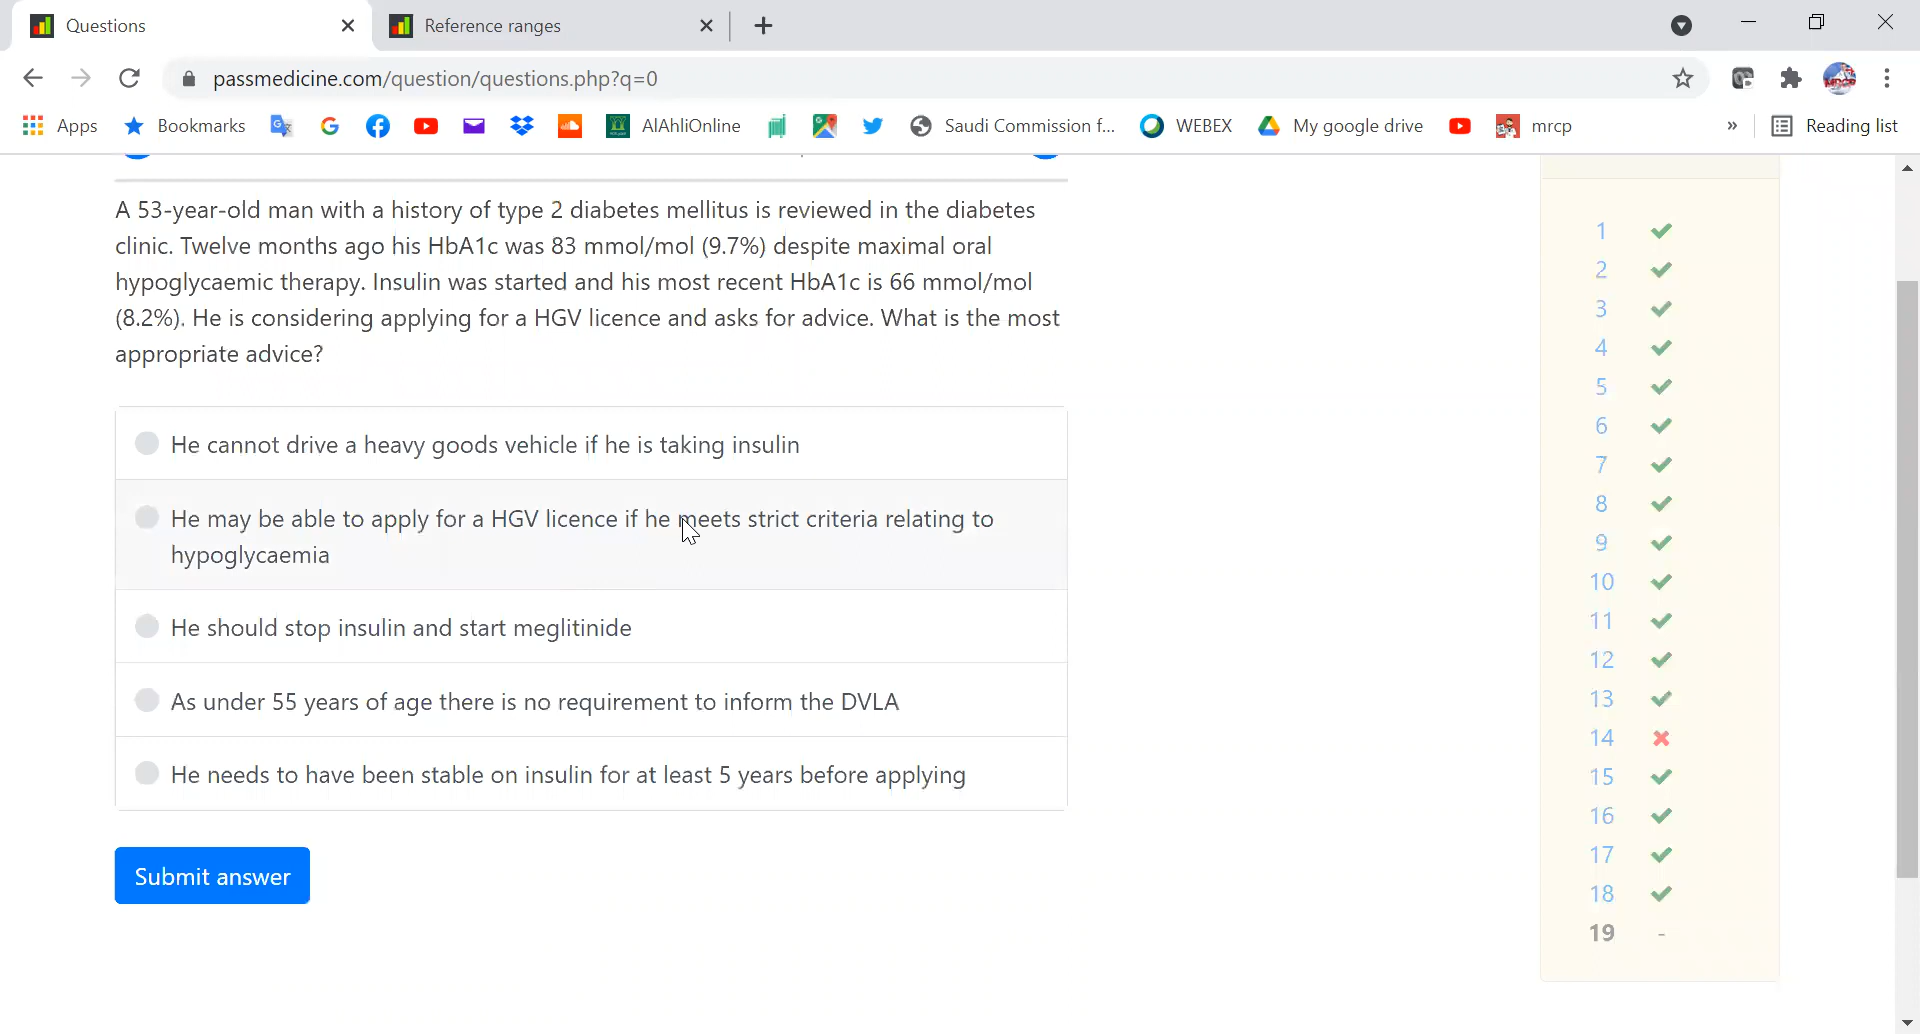 Questions
Reference ranges
passmedicine.com/question/questions.php?q=0
Apps
Bookmarks
AlAhliOnline
Saudi Commission f...
WEBEX
My google drive
mrcp
»
Reading list
A 53-year-old man with a history of type 2 diabetes mellitus is reviewed in the diabetes
clinic. Twelve months ago his HbA1c was 83 mmol/mol (9.7%) despite maximal oral
hypoglycaemic therapy. Insulin was started and his most recent HbA1c is 66 mmol/mol
(8.2%). He is considering applying for a HGV licence and asks for advice. What is the most
appropriate advice?
He cannot drive a heavy goods vehicle if he is taking insulin
He may be able to apply for a HGV licence if he meets strict criteria relating to
hypoglycaemia
He should stop insulin and start meglitinide
As under 55 years of age there is no requirement to inform the DVLA
He needs to have been stable on insulin for at least 5 years before applying
Submit answer
1
2
3
4
5
6
7
8
9
10
11
12
13
14
15
16
17
18
19 -